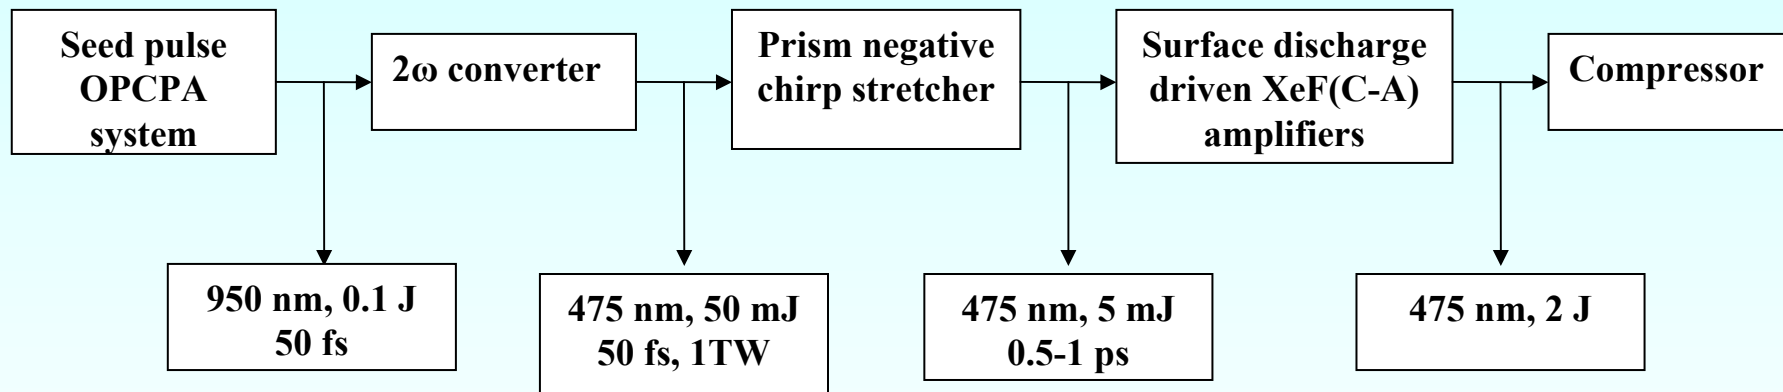 Seed pulse
OPCPA
system
2ω converter
Prism negative
chirp stretcher
Surface discharge
driven XeF(C-A)
amplifiers
Compressor
950 nm, 0.1 J
50 fs
475 nm, 50 mJ
50 fs, 1TW
475 nm, 5 mJ
0.5-1 ps
475 nm, 2 J